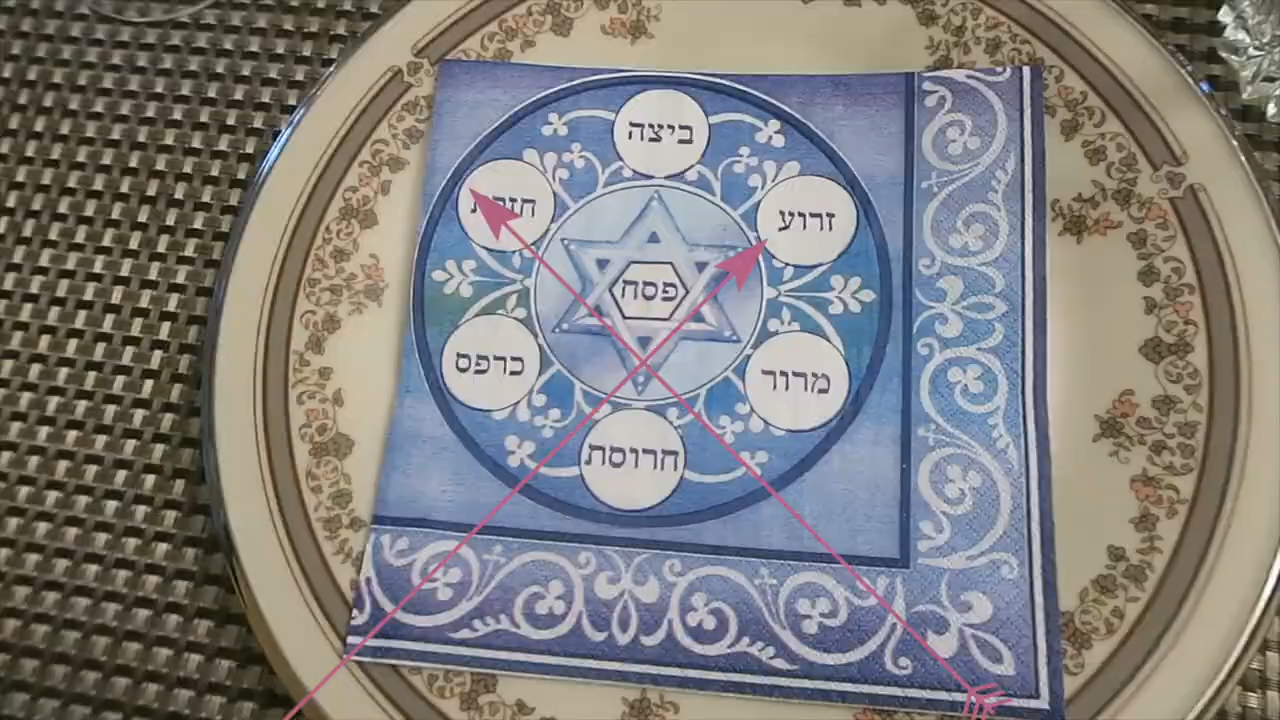 ביצה
זרוע
חזרת
פסח
כרפס
מרור
חרוסת